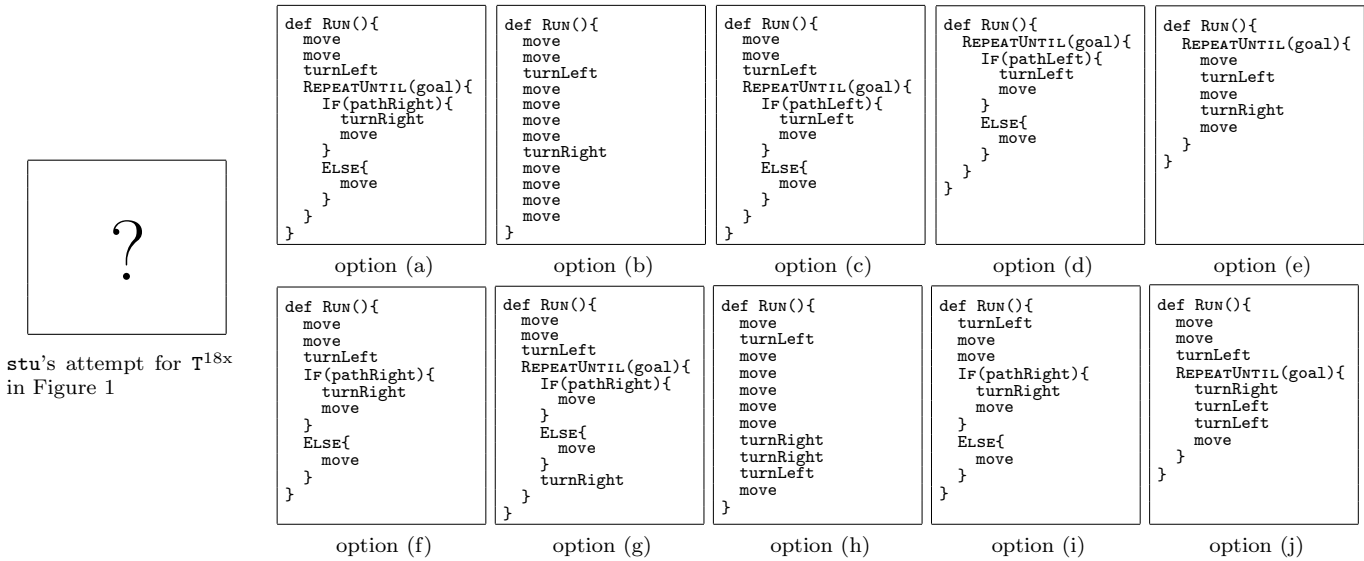 def RUN(){
move
move
turnLeft
REPEATUNTIL(goal){
IF(pathRight){
turnRight
move
}
ELSE{
move
}
}
}
option (a)
def RUN(){
move
move
turnLeft
move
move
move
move
turnRight
move
move
move
move
}
option (b)
def RUN(){
move
move
turnLeft
REPEATUNTIL(goal){
IF(pathLeft){
turnLeft
move
}
ELSE{
move
}
}
}
option (c)
def RUN(){
REPEATUNTIL(goal){
IF(pathLeft){
turnLeft
move
}
ELSE{
move
}
}
}
option (d)
def RUN(){
REPEATUNTIL(goal){
move
turnLeft
move
turnRight
move
}
}
option (e)
?
stu's attempt for T18x
in Figure 1
def RUN(){
move
move
turnLeft
IF(pathRight){
turnRight
move
}
ELSE{
move
}
}
option (f)
def RUN(){
move
move
turnLeft
REPEATUNTIL(goal){
IF(pathRight){
move
}
ELSE{
move
}
turnRight
}
}
option (g)
def RUN(){
move
turnLeft
move
move
move
move
move
turnRight
turnRight
turnLeft
move
}
option (h)
def RUN(){
turnLeft
move
move
IF(pathRight){
turnRight
move
}
ELSE{
move
}
}
option (i)
def RUN(){
move
move
turnLeft
REPEATUNTIL(goal){
turnRight
turnLeft
turnLeft
move
}
}
option (j)